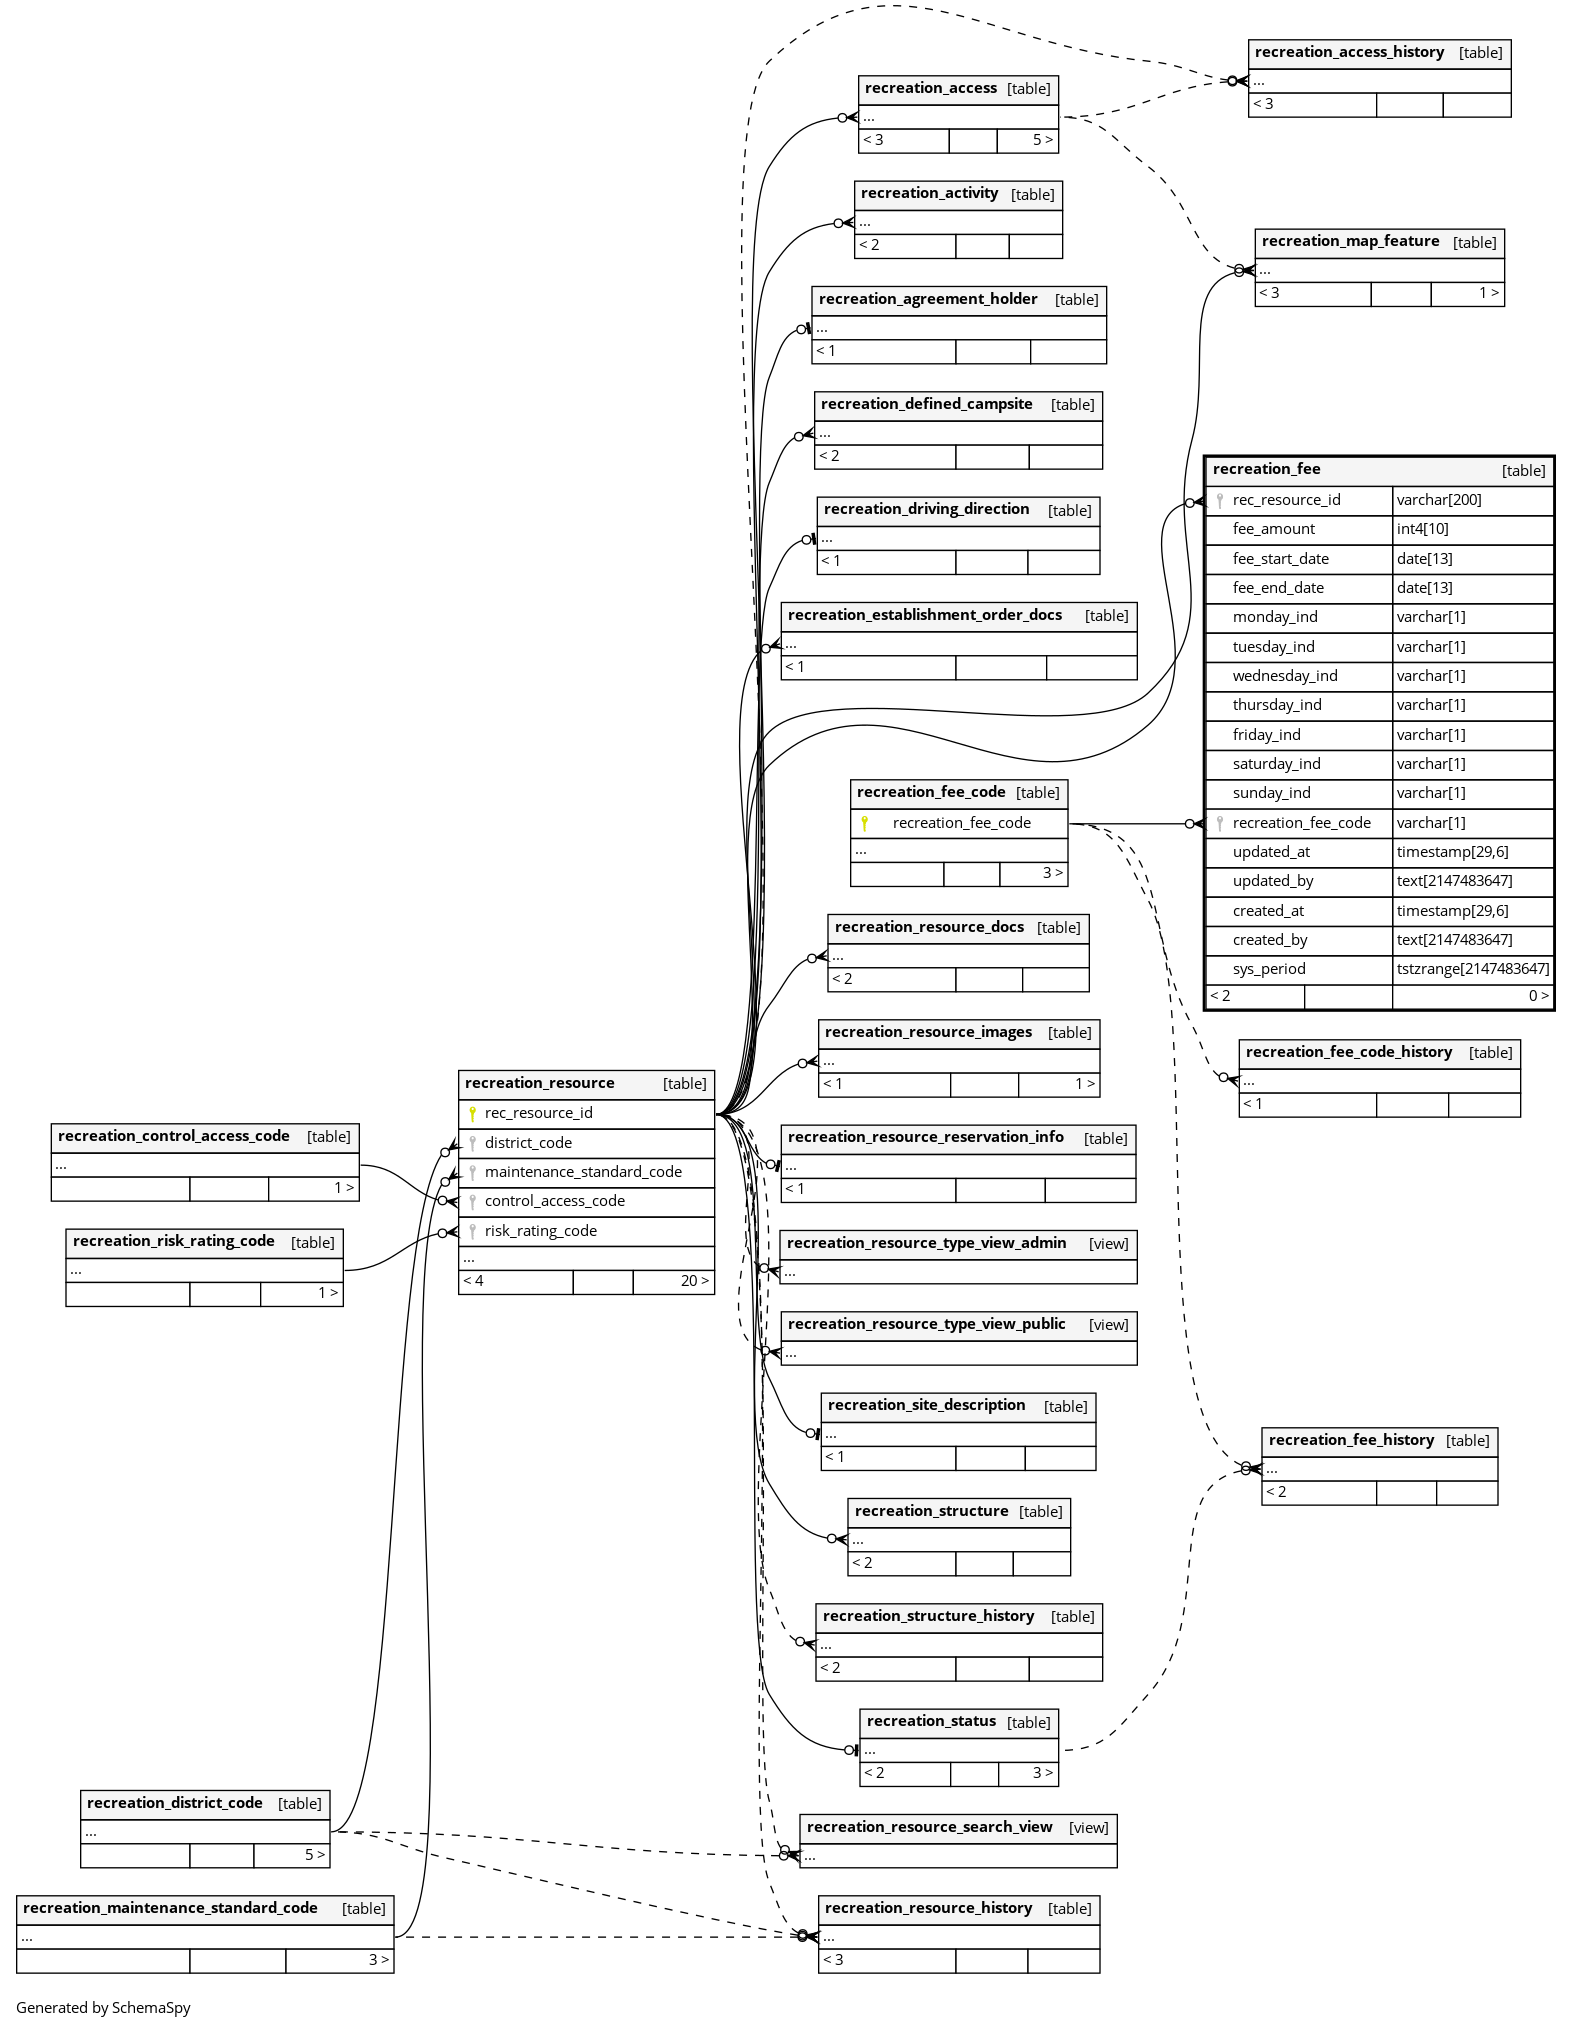 recreation_access_history [table]
...
< 3
recreation_access [table]
...
< 3 5 >
recreation_activity [table]
...
< 2
recreation_map_feature [table]
...
< 3 1 >
recreation_agreement_holder [table]
...
< 1
recreation_defined_campsite [table]
...
< 2
recreation_fee [table]
rec_resource_id varchar[200]
fee_amount int4[10]
fee_start_date date[13]
fee_end_date date[13]
monday_ind varchar[1]
tuesday_ind varchar[1]
wednesday_ind varchar[1]
thursday_ind varchar[1]
friday_ind varchar[1]
saturday_ind varchar[1]
sunday_ind varchar[1]
recreation_fee_code varchar[1]
updated_at timestamp[29,6]
updated_by text[2147483647]
created_at timestamp[29,6]
created_by text[2147483647]
sys_period tstzrange[2147483647]
< 2 0 >
recreation_driving_direction [table]
...
< 1
recreation_establishment_order_docs [table]
...
< 1
recreation_fee_code [table]
recreation_fee_code
...
3 >
recreation_resource_docs [table]
...
< 2
recreation_resource_images [table]
...
< 1 1 >
recreation_fee_code_history [table]
...
< 1
recreation_resource [table]
rec_resource_id
district_code
maintenance_standard_code
control_access_code
risk_rating_code
...
< 4 20 >
recreation_control_access_code [table]
...
1 >
recreation_risk_rating_code [table]
...
1 >
recreation_resource_reservation_info [table]
...
< 1
recreation_resource_type_view_admin [view]
...
recreation_resource_type_view_public [view]
...
recreation_site_description [table]
...
< 1
recreation_fee_history [table]
...
< 2
recreation_structure [table]
...
< 2
recreation_structure_history [table]
...
< 2
recreation_status [table]
...
< 2 3 >
recreation_district_code [table]
...
5 >
recreation_resource_search_view [view]
...
recreation_maintenance_standard_code [table]
...
3 >
recreation_resource_history [table]
...
< 3
Generated by SchemaSpy